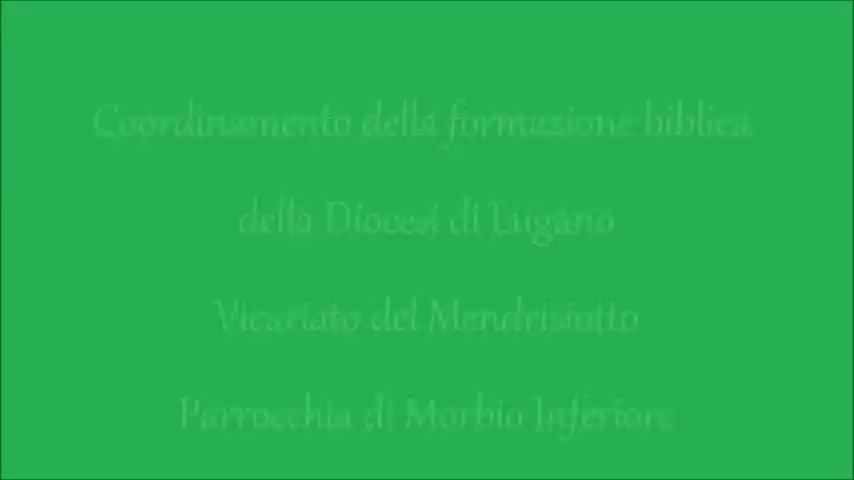 Coordinamento della formazione biblica
della Diocesi di Lugano
Vicariato del Mendrisiotto
Parrocchia di Morbio Inferiore